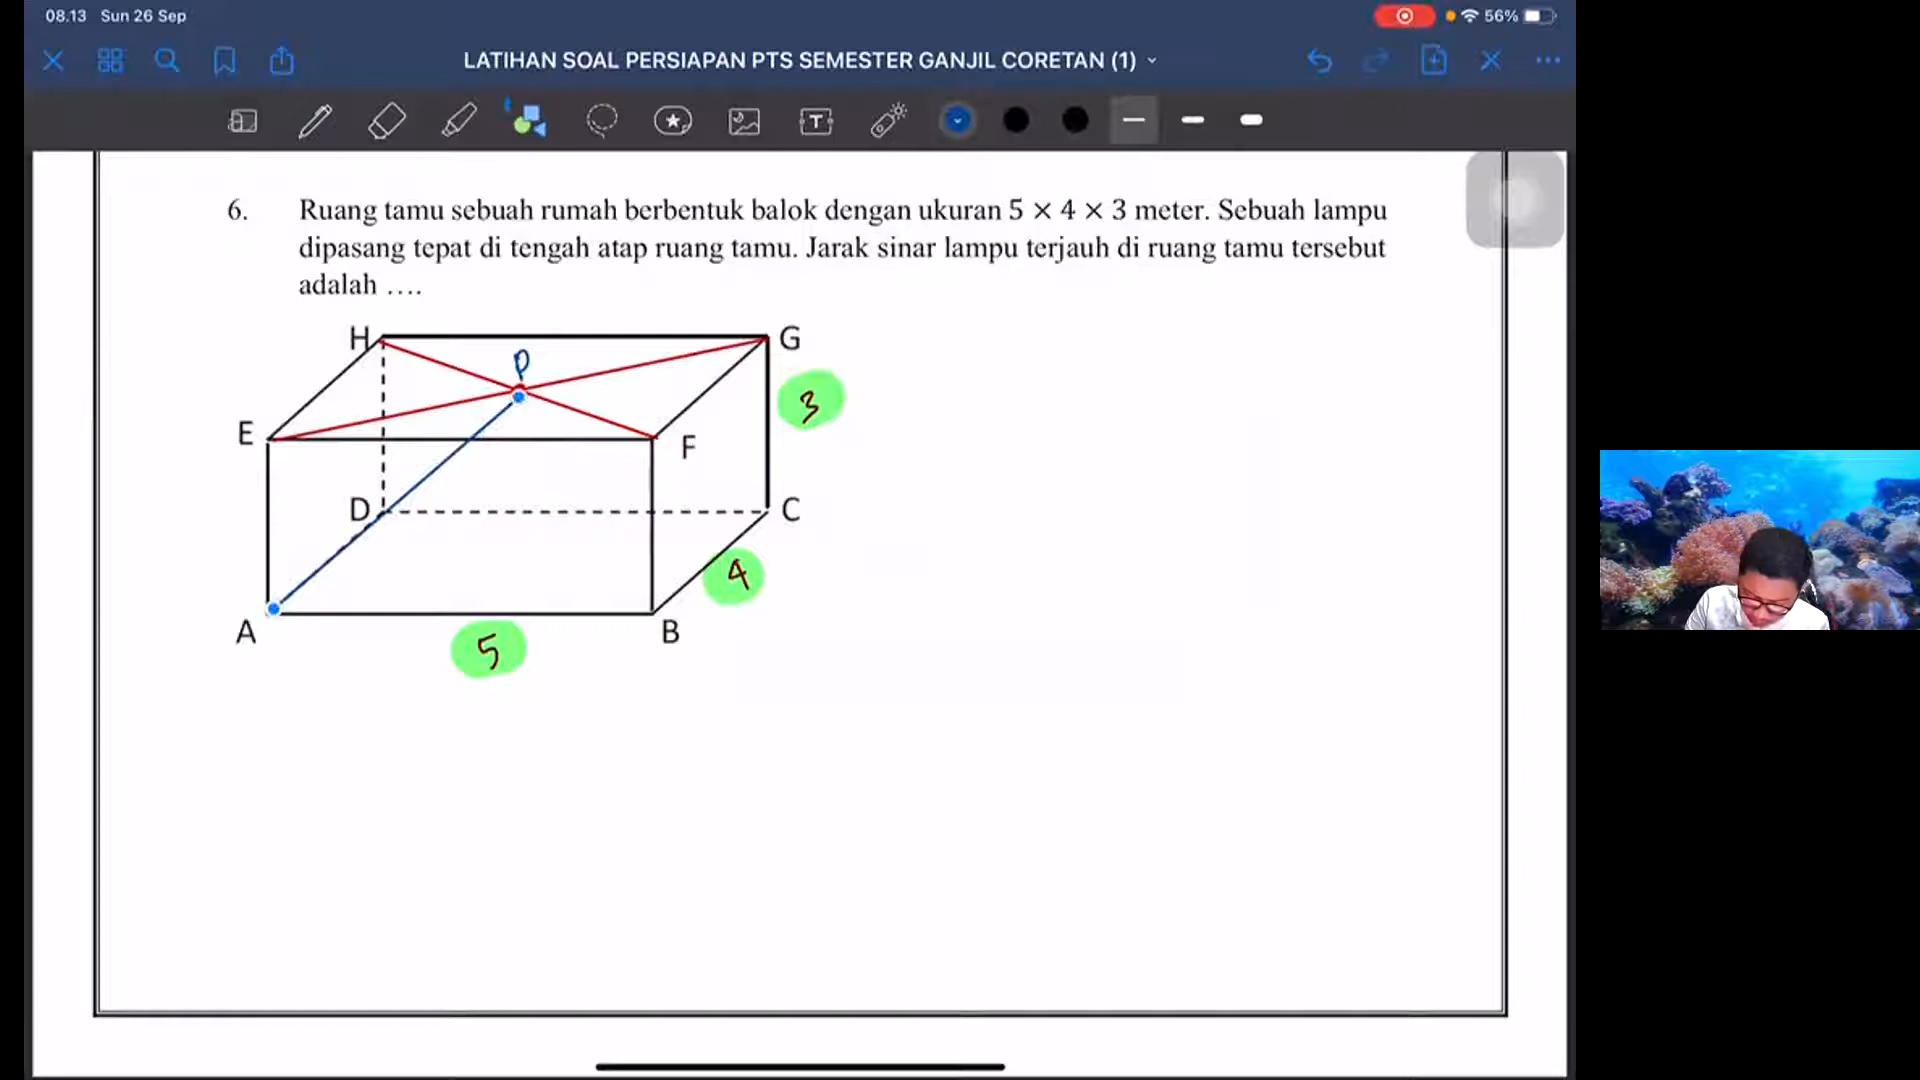 08.13 Sun 26 Sep
56%
LATIHAN SOAL PERSIAPAN PTS SEMESTER GANJIL CORETAN (1)
T
6. Ruang tamu sebuah rumah berbentuk balok dengan ukuran 5 × 4 × 3 meter. Sebuah lampu
dipasang tepat di tengah atap ruang tamu. Jarak sinar lampu terjauh di ruang tamu tersebut
adalah ….
H
G
P
3
E
F
D
C
4
A
B
5